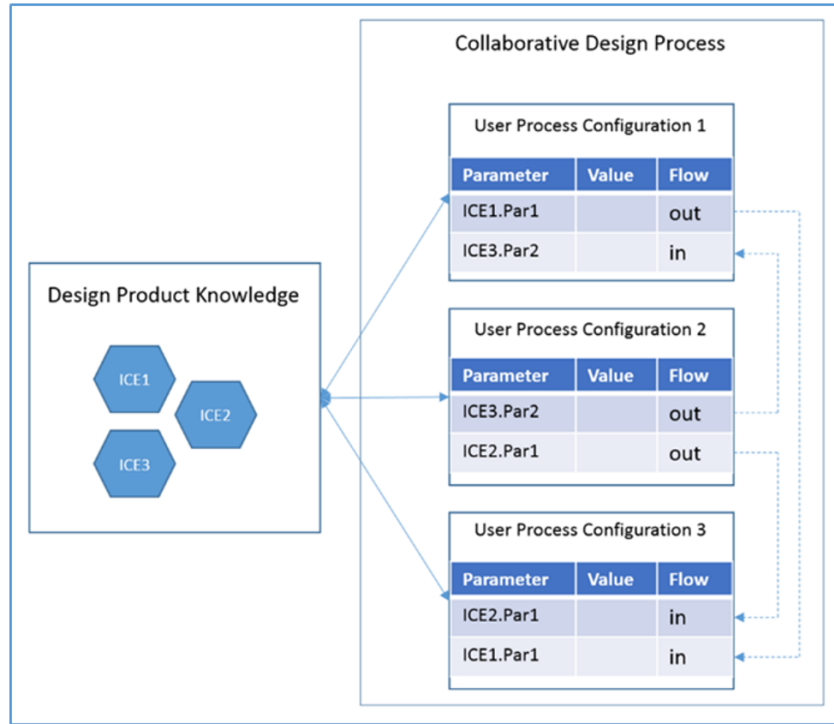 Collaborative Design Process
User Process Configuration 1
Parameter Value Flow
ICE1.Par1 out
ICE3.Par2 in
Design Product Knowledge
ICE1
ICE2
ICE3
User Process Configuration 2
Parameter Value Flow
ICE3.Par2 out
ICE2.Par1 out
User Process Configuration 3
Parameter Value Flow
ICE2.Par1 in
ICE1.Par1 in